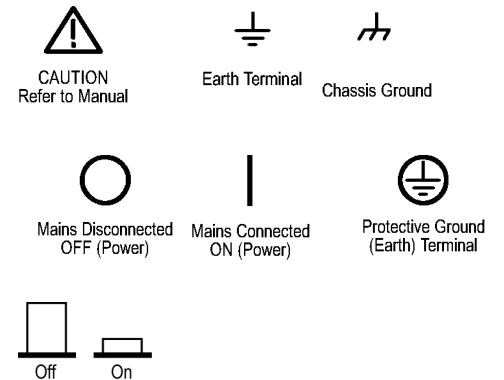 CAUTION
Refer to Manual
Earth Terminal
Chassis Ground
Mains Disconnected
OFF (Power)
Mains Connected
ON (Power)
Protective Ground
(Earth) Terminal
Off
On